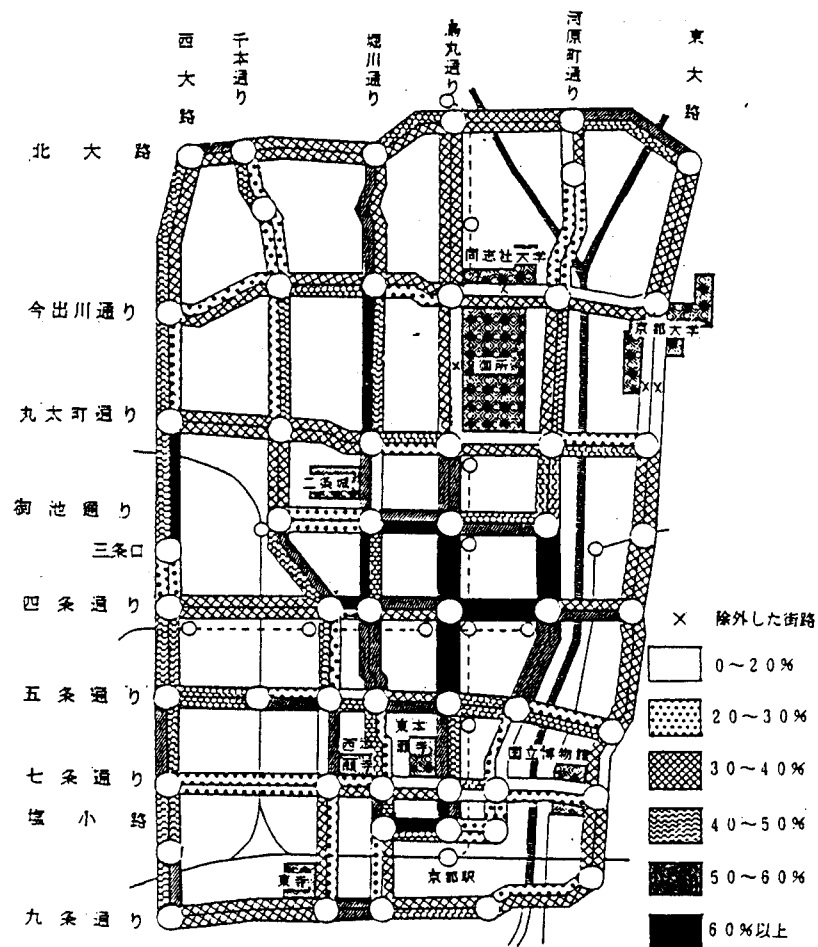 西大路
千本通り
堀川通り
烏丸通り
河原町通り
東大路
北大路
同志社大学
今出川通り
京都大学
御所
丸太町通り
二条城
御池通り
三条口
四条通り
× 除外した街路
0～20%
五条通り
20～30%
東本
願寺
西本
願寺
国立博物館
30～40%
七条通り
塩小路
40～50%
京都駅
東寺
50～60%
九条通り
60%以上